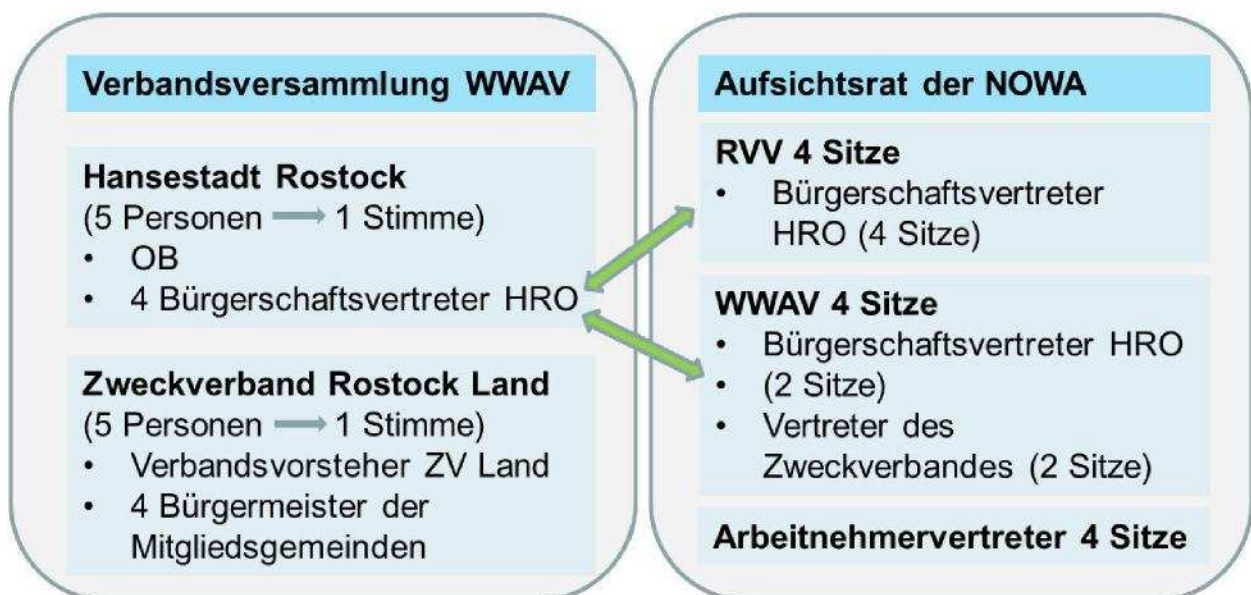 Verbandsversammlung WWAV
Hansestadt Rostock
(5 Personen → 1 Stimme)
• OB
• 4 Bürgerschaftsvertreter HRO
Zweckverband Rostock Land
(5 Personen → 1 Stimme)
• Verbandsvorsteher ZV Land
• 4 Bürgermeister der
Mitgliedsgemeinden
Aufsichtsrat der NOWA
RVV 4 Sitze
• Bürgerschaftsvertreter
HRO (4 Sitze)
WWAV 4 Sitze
• Bürgerschaftsvertreter HRO
• (2 Sitze)
• Vertreter des
Zweckverbandes (2 Sitze)
Arbeitnehmervertreter 4 Sitze